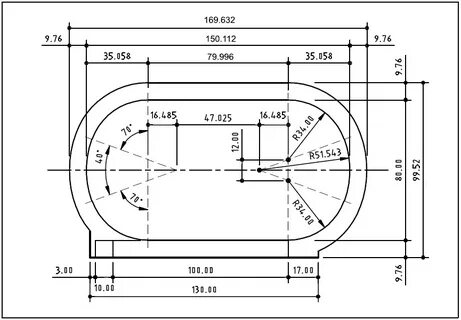 169.632
9.76 150.112 9.76
35.058 79.996 35.058
9.76
16.485 47.025 16.485
70°
12.00
R34.00
40°
R51.543
80.00
99.52
70°
R34.00
9.76
3.00 100.00 17.00
10.00
130.00